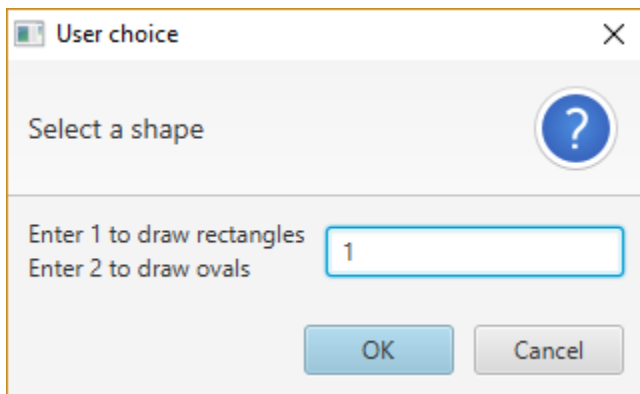 User choice
Select a shape
?
Enter 1 to draw rectangles
Enter 2 to draw ovals
1
OK
Cancel